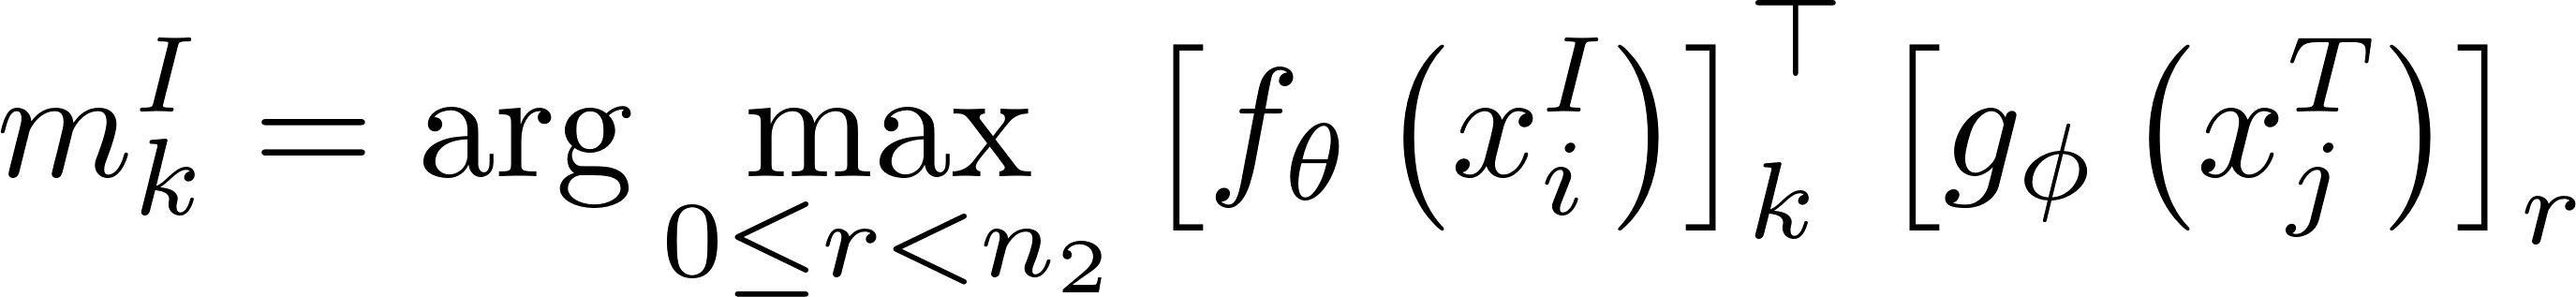 $m_k^I = \arg\max_{0 \leq r < n_2} \left[ f_\theta \left( x_i^I \right) \right]_k^\top \left[ g_\phi \left( x_j^T \right) \right]_r$